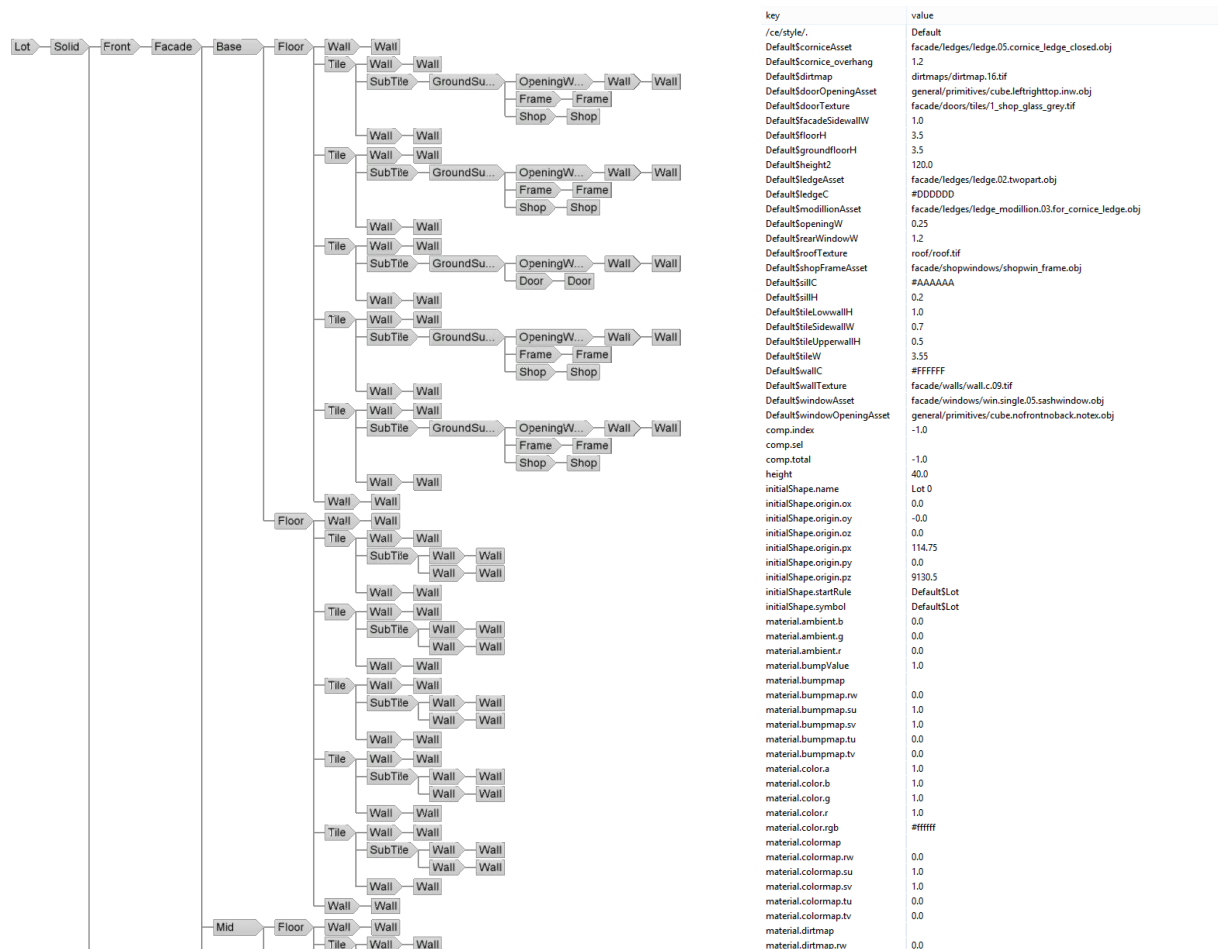 Lot Solid Front Facade Base Floor Wall Wall
Tile Wall Wall
SubTile GroundSu... OpeningW... Wall Wall
Frame Frame
Shop Shop
Wall Wall
Tile Wall Wall
SubTile GroundSu... OpeningW... Wall Wall
Frame Frame
Shop Shop
Wall Wall
Tile Wall Wall
SubTile GroundSu... OpeningW... Wall Wall
Door Door
Wall Wall
Tile Wall Wall
SubTile GroundSu... OpeningW... Wall Wall
Frame Frame
Shop Shop
Wall Wall
Tile Wall Wall
SubTile GroundSu... OpeningW... Wall Wall
Frame Frame
Shop Shop
Wall Wall
Wall Wall
Floor Wall Wall
Tile Wall Wall
SubTile Wall Wall
Wall Wall
Wall Wall
Tile Wall Wall
SubTile Wall Wall
Wall Wall
Wall Wall
Tile Wall Wall
SubTile Wall Wall
Wall Wall
Wall Wall
Tile Wall Wall
SubTile Wall Wall
Wall Wall
Wall Wall
Tile Wall Wall
SubTile Wall Wall
Wall Wall
Wall Wall
Wall Wall
Mid Floor Wall Wall
Tile Wall Wall
key value
/ce/style/. Default
Default$corniceAsset facade/ledges/ledge.05.cornice_ledge_closed.obj
Default$cornice_overhang 1.2
Default$dirtmap dirtmaps/dirtmap.16.tif
Default$doorOpeningAsset general/primitives/cube.leftrighttop.inw.obj
Default$doorTexture facade/doors/tiles/1_shop_glass_grey.tif
Default$facadeSidewallW 1.0
Default$floorH 3.5
Default$groundfloorH 3.5
Default$height2 120.0
Default$ledgeAsset facade/ledges/ledge.02.twopart.obj
Default$ledgeC #DDDDDD
Default$modillionAsset facade/ledges/ledge_modillion.03.for_cornice_ledge.obj
Default$openingW 0.25
Default$rearWindowW 1.2
Default$roofTexture roof/roof.tif
Default$shopFrameAsset facade/shopwindows/shopwin_frame.obj
Default$sillC #AAAAAA
Default$sillH 0.2
Default$tileLowwallH 1.0
Default$tileSidewallW 0.7
Default$tileUpperwallH 0.5
Default$tileW 3.55
Default$wallC #FFFFFF
Default$wallTexture facade/walls/wall.c.09.tif
Default$windowAsset facade/windows/win.single.05.sashwindow.obj
Default$windowOpeningAsset general/primitives/cube.nofrontnoback.notex.obj
comp.index -1.0
comp.sel
comp.total -1.0
height 40.0
initialShape.name Lot 0
initialShape.origin.ox 0.0
initialShape.origin.oy -0.0
initialShape.origin.oz 0.0
initialShape.origin.px 114.75
initialShape.origin.py 0.0
initialShape.origin.pz 9130.5
initialShape.startRule Default$Lot
initialShape.symbol Default$Lot
material.ambient.b 0.0
material.ambient.g 0.0
material.ambient.r 0.0
material.bumpValue 1.0
material.bumpmap
material.bumpmap.rw 0.0
material.bumpmap.su 1.0
material.bumpmap.sv 1.0
material.bumpmap.tu 0.0
material.bumpmap.tv 0.0
material.color.a 1.0
material.color.b 1.0
material.color.g 1.0
material.color.r 1.0
material.color.rgb #ffffff
material.colormap
material.colormap.rw 0.0
material.colormap.su 1.0
material.colormap.sv 1.0
material.colormap.tu 0.0
material.colormap.tv 0.0
material.dirtmap
material.dirtmap.rw 0.0